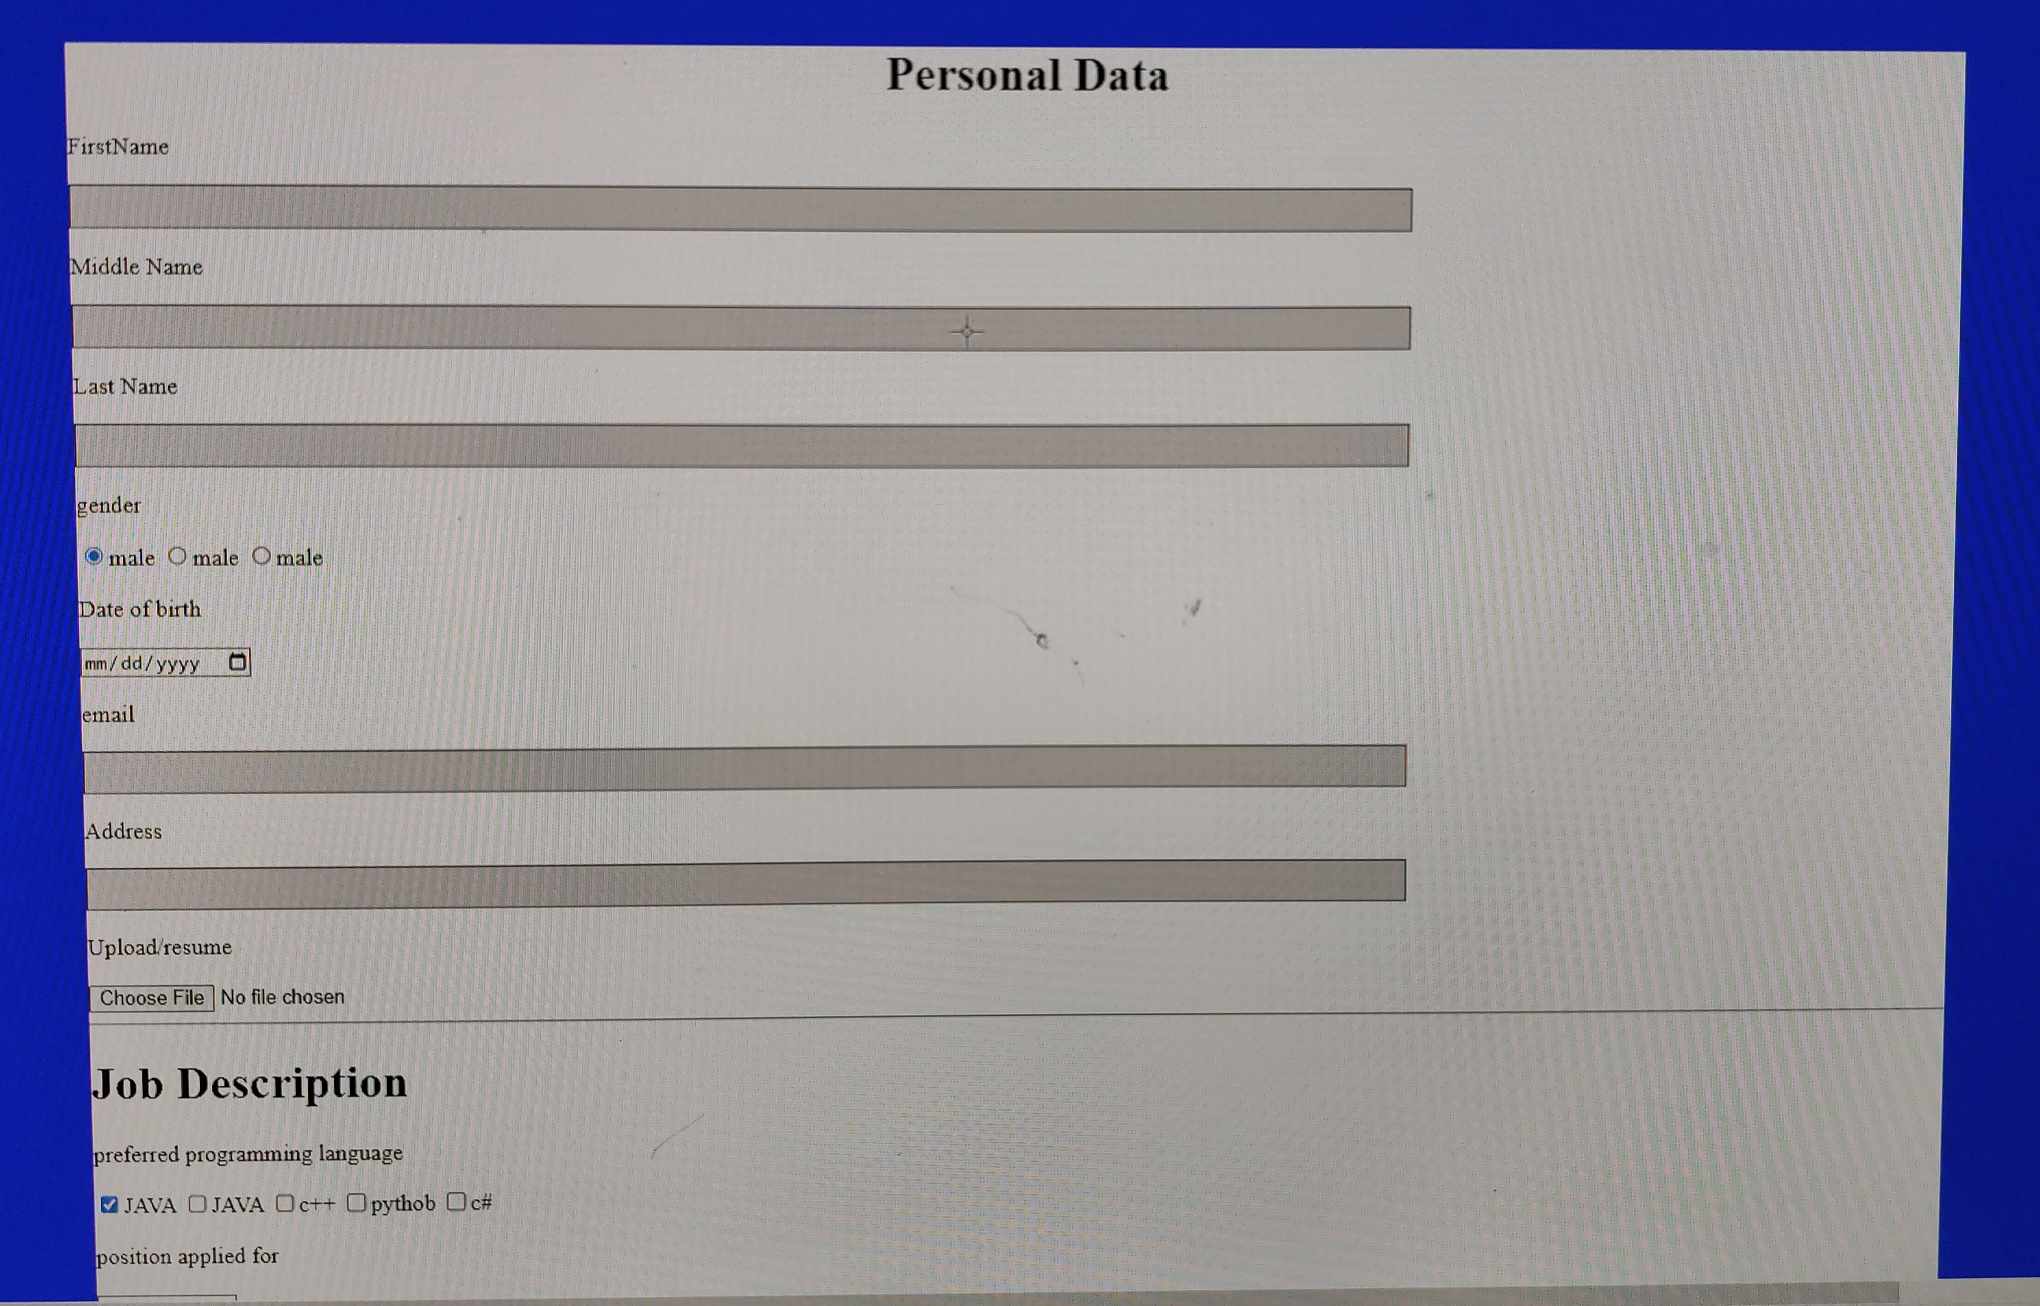 Personal Data
FirstName
Middle Name
Last Name
gender
male male male
Date of birth
mm/dd/yyyy
email
Address
Upload/resume
Choose File No file chosen
Job Description
preferred programming language
JAVA JAVA c++ pythob c#
position applied for